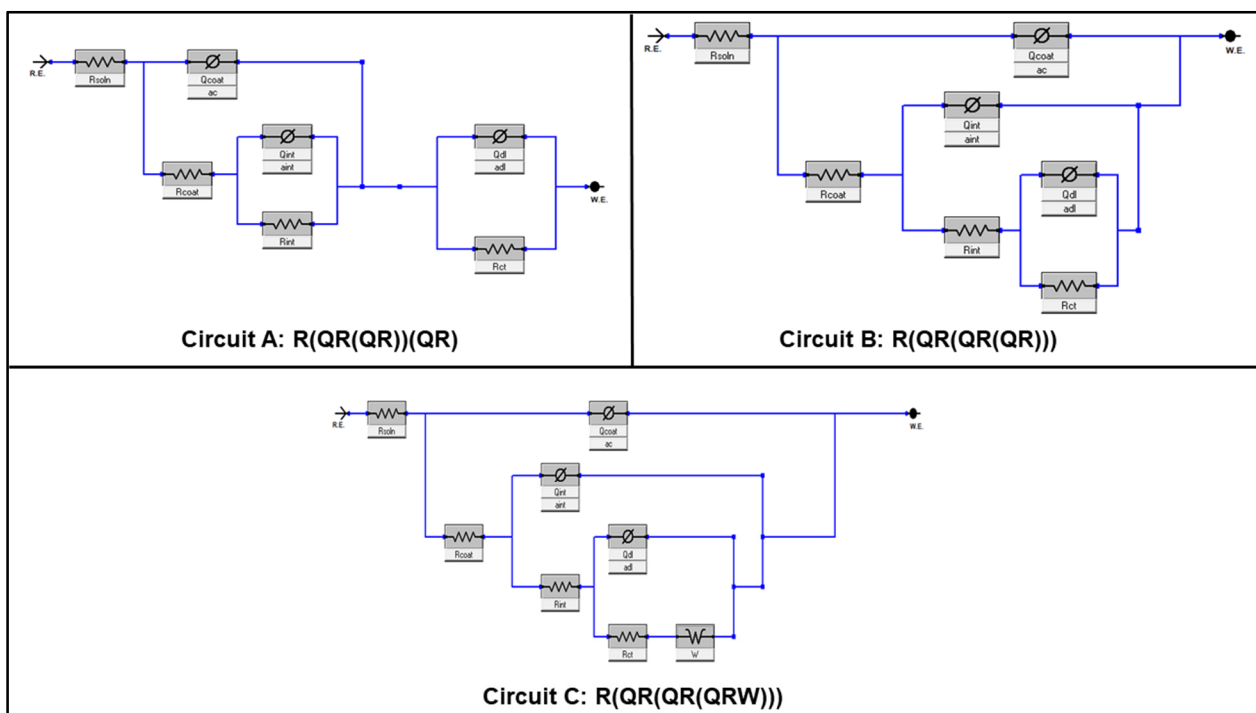 R.E.
Rsoln
Qcoat
ac
Rcoat
Qint
aint
Rint
Qdl
adl
Rct
W.E.
Circuit A: R(QR(QR))(QR)
R.E.
Rsoln
Qcoat
ac
W.E.
Qint
aint
Rcoat
Qdl
adl
Rint
Rct
Circuit B: R(QR(QR(QR)))
R.E.
Rsoln
Qcoat
ac
W.E.
Qint
aint
Rcoat
Qdl
adl
Rint
Rct
W
Circuit C: R(QR(QR(QRW)))